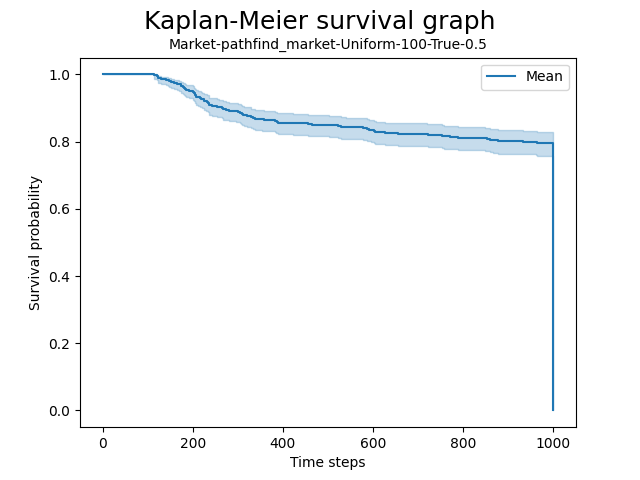 Kaplan-Meier survival graph
Market-pathfind_market-Uniform-100-True-0.5
Mean
1.0
0.8
0.6
0.4
0.2
0.0
Survival probability
0
200
400
600
800
1000
Time steps